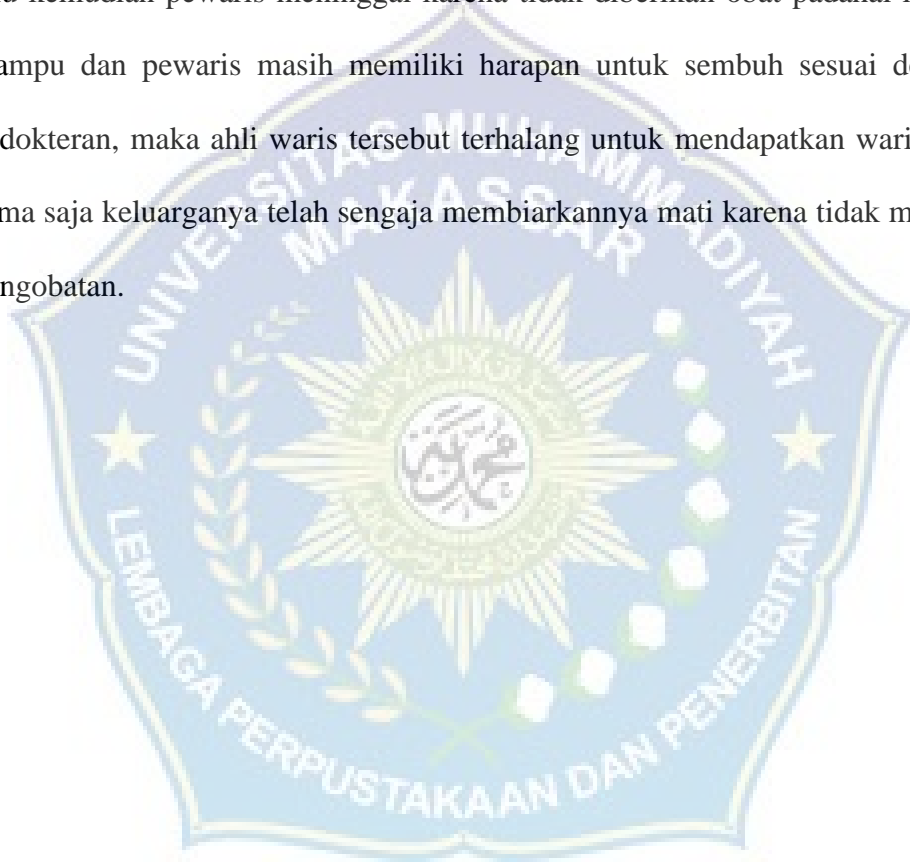 kemudian pewaris meninggal karena tidak diberikan obat padahal
ampu dan pewaris masih memiliki harapan untuk sembuh sesuai d
dokteran, maka ahli waris tersebut terhalang untuk mendapatkan wari
ma saja keluarganya telah sengaja membiarkannya mati karena tidak m
ngobatan.
UNIVERSITAS MUHAMMADIYAH
MAKASSAR
LEMBAGA PERPUSTAKAAN DAN PENERBITAN
محمد